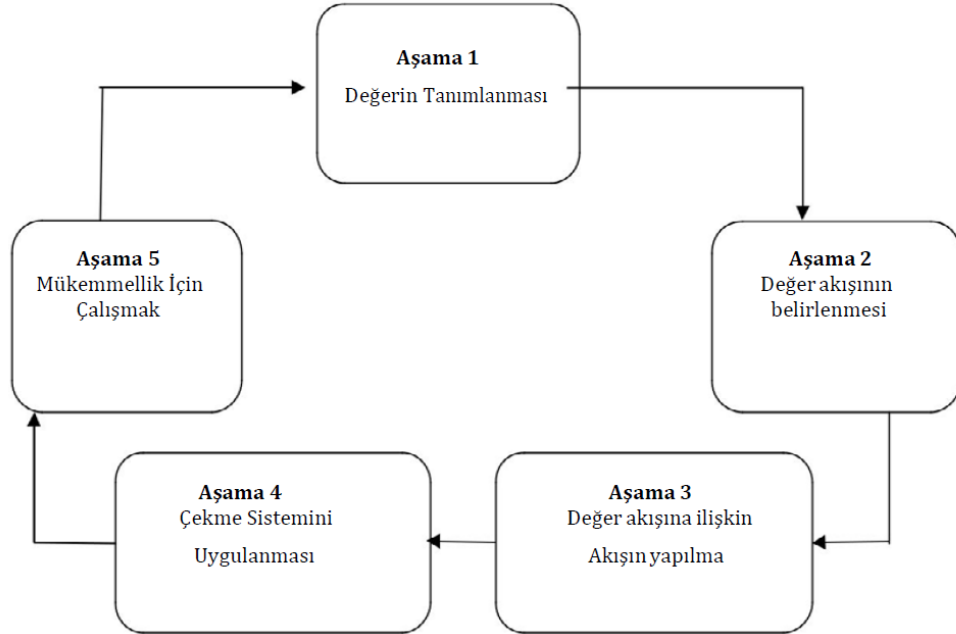 Aşama 1
Değerin Tanımlanması
Aşama 2
Değer akışının
belirlenmesi
Aşama 3
Değer akışına ilişkin
Akışın yapılma
Aşama 4
Çekme Sistemini
Uygulanması
Aşama 5
Mükemmellik İçin
Çalışmak